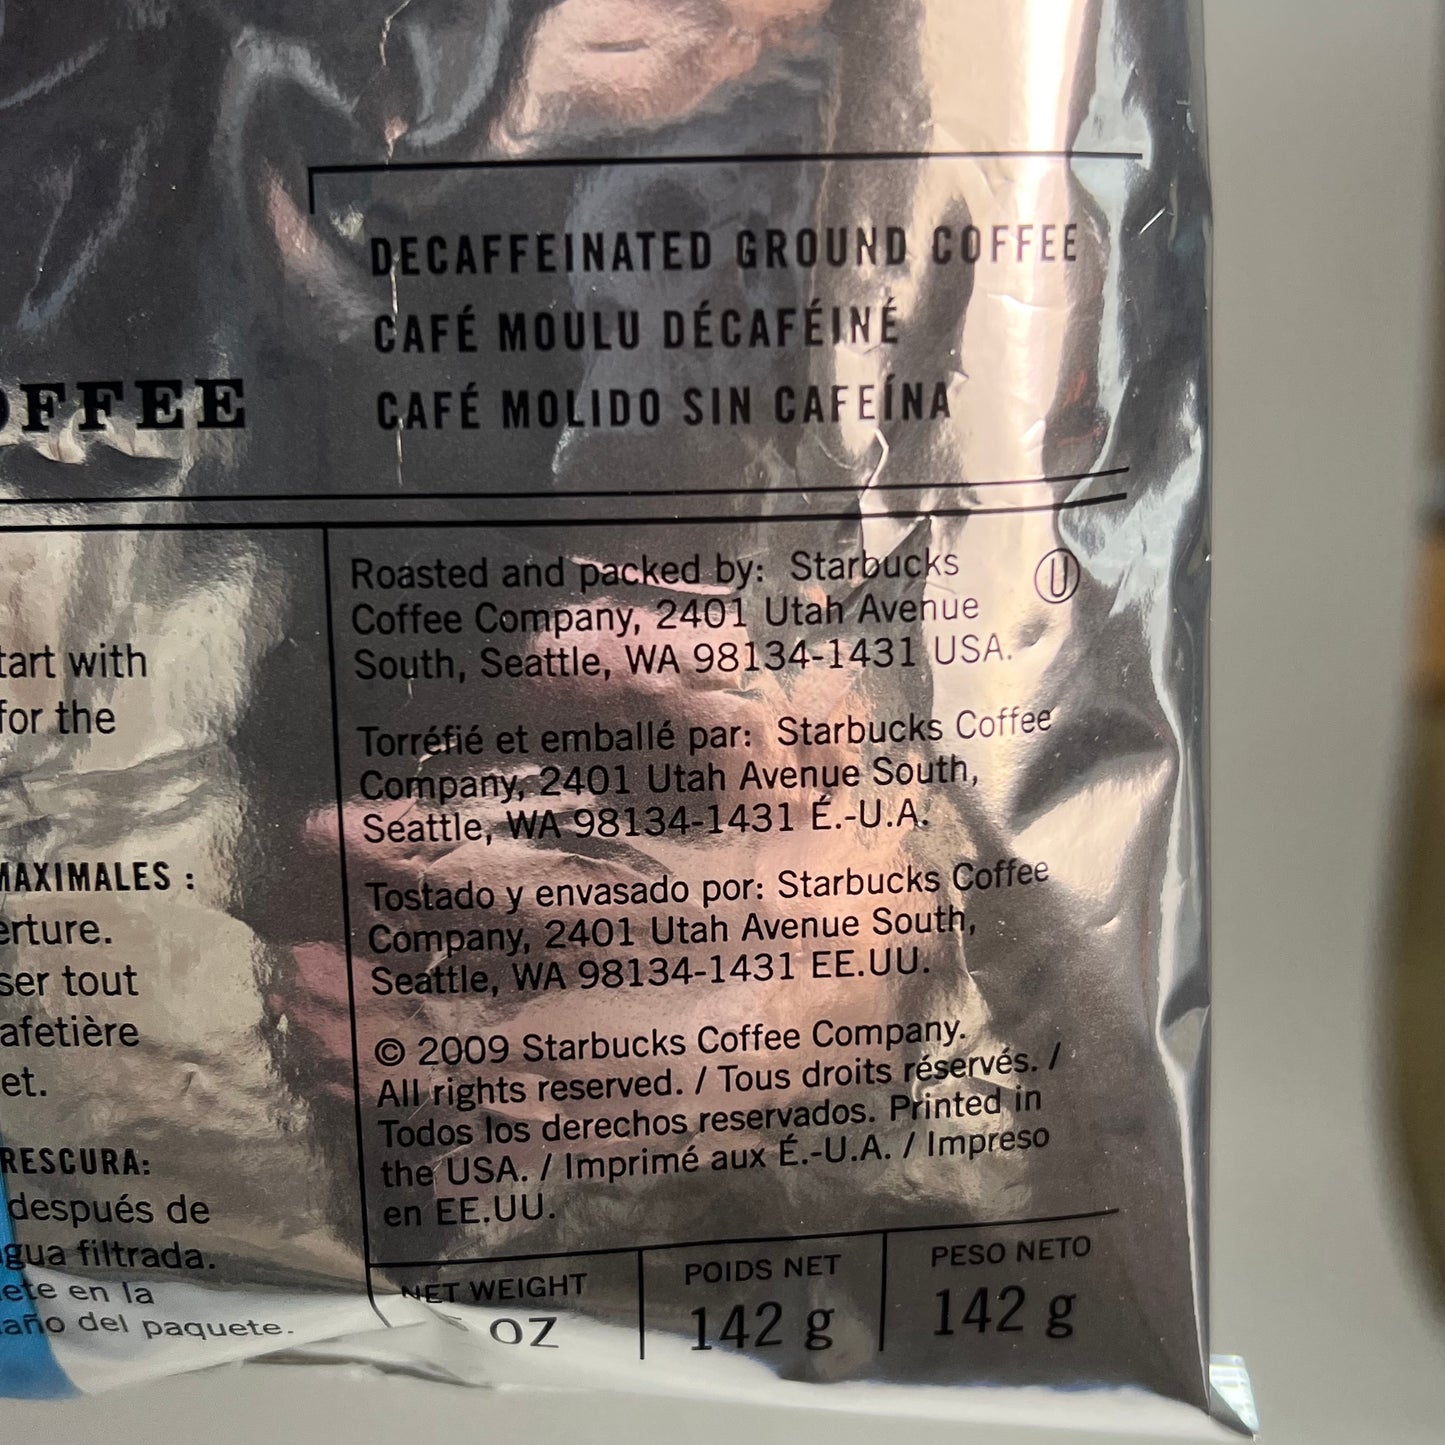 DECAFFEINATED GROUND COFFEE
CAFÉ MOULU DÉCAFÉINÉ
CAFÉ MOLIDO SIN CAFEÍNA
OFFEE
tart with
for the
MAXIMALES :
erture.
ser tout
afetière
et.
RESCURA:
después de
gua filtrada.
ete en la
año del paquete.
Roasted and packed by: Starbucks
Coffee Company, 2401 Utah Avenue
South, Seattle, WA 98134-1431 USA.
U
Torréfié et emballé par: Starbucks Coffee
Company, 2401 Utah Avenue South,
Seattle, WA 98134-1431 É.-U.A.
Tostado y envasado por: Starbucks Coffee
Company, 2401 Utah Avenue South,
Seattle, WA 98134-1431 EE.UU.
© 2009 Starbucks Coffee Company.
All rights reserved. / Tous droits réservés. /
Todos los derechos reservados. Printed in
the USA. / Imprimé aux É.-U.A. / Impreso
en EE.UU.
NET WEIGHT
OZ
POIDS NET
142 g
PESO NETO
142 g